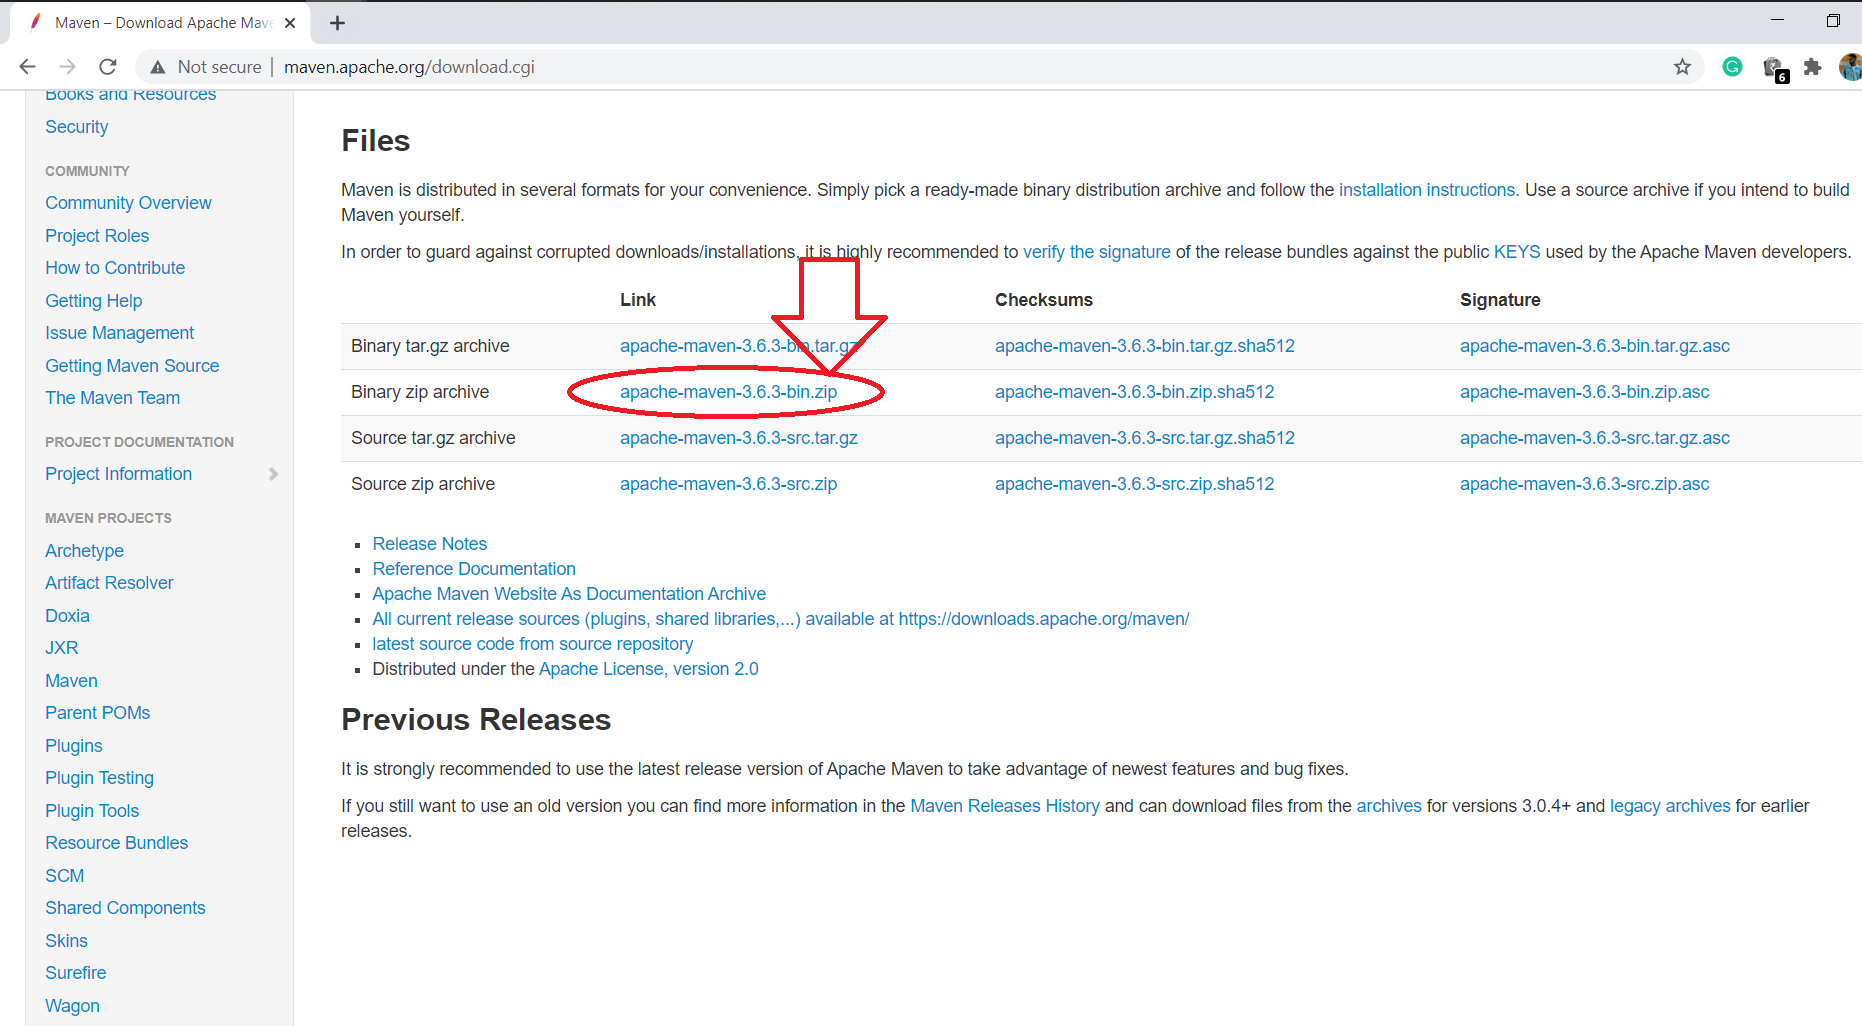 Maven – Download Apache Mave
Not secure | maven.apache.org/download.cgi
6
Books and Resources
Security
COMMUNITY
Community Overview
Project Roles
How to Contribute
Getting Help
Issue Management
Getting Maven Source
The Maven Team
PROJECT DOCUMENTATION
Project Information
MAVEN PROJECTS
Archetype
Artifact Resolver
Doxia
JXR
Maven
Parent POMs
Plugins
Plugin Testing
Plugin Tools
Resource Bundles
SCM
Shared Components
Skins
Surefire
Wagon
Files
Maven is distributed in several formats for your convenience. Simply pick a ready-made binary distribution archive and follow the installation instructions. Use a source archive if you intend to build
Maven yourself.
In order to guard against corrupted downloads/installations, it is highly recommended to verify the signature of the release bundles against the public KEYS used by the Apache Maven developers.
Link Checksums Signature
Binary tar.gz archive apache-maven-3.6.3-bin.tar.gz apache-maven-3.6.3-bin.tar.gz.sha512 apache-maven-3.6.3-bin.tar.gz.asc
Binary zip archive apache-maven-3.6.3-bin.zip apache-maven-3.6.3-bin.zip.sha512 apache-maven-3.6.3-bin.zip.asc
Source tar.gz archive apache-maven-3.6.3-src.tar.gz apache-maven-3.6.3-src.tar.gz.sha512 apache-maven-3.6.3-src.tar.gz.asc
Source zip archive apache-maven-3.6.3-src.zip apache-maven-3.6.3-src.zip.sha512 apache-maven-3.6.3-src.zip.asc
Release Notes
Reference Documentation
Apache Maven Website As Documentation Archive
All current release sources (plugins, shared libraries,...) available at https://downloads.apache.org/maven/
latest source code from source repository
Distributed under the Apache License, version 2.0
Previous Releases
It is strongly recommended to use the latest release version of Apache Maven to take advantage of newest features and bug fixes.
If you still want to use an old version you can find more information in the Maven Releases History and can download files from the archives for versions 3.0.4+ and legacy archives for earlier
releases.